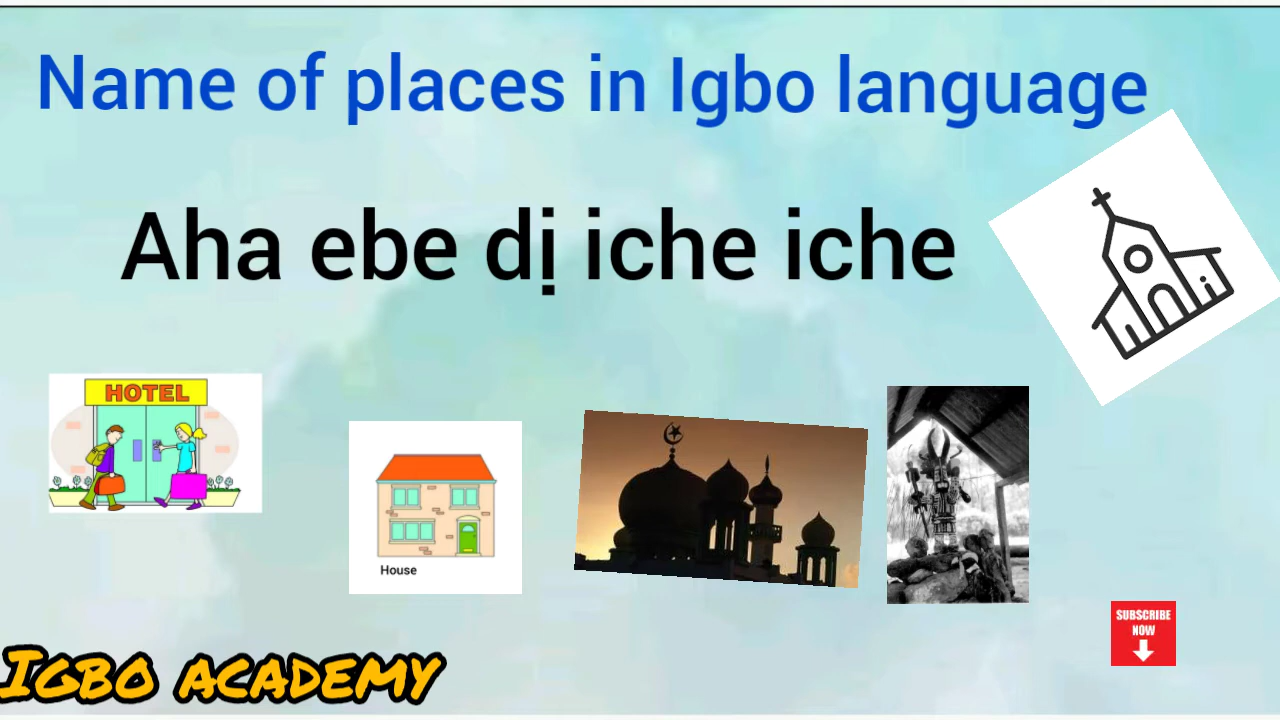 Name of places in Igbo language
Aha ebe dị iche iche
HOTEL
House
SUBSCRIBE
NOW
IGBO ACADEMY